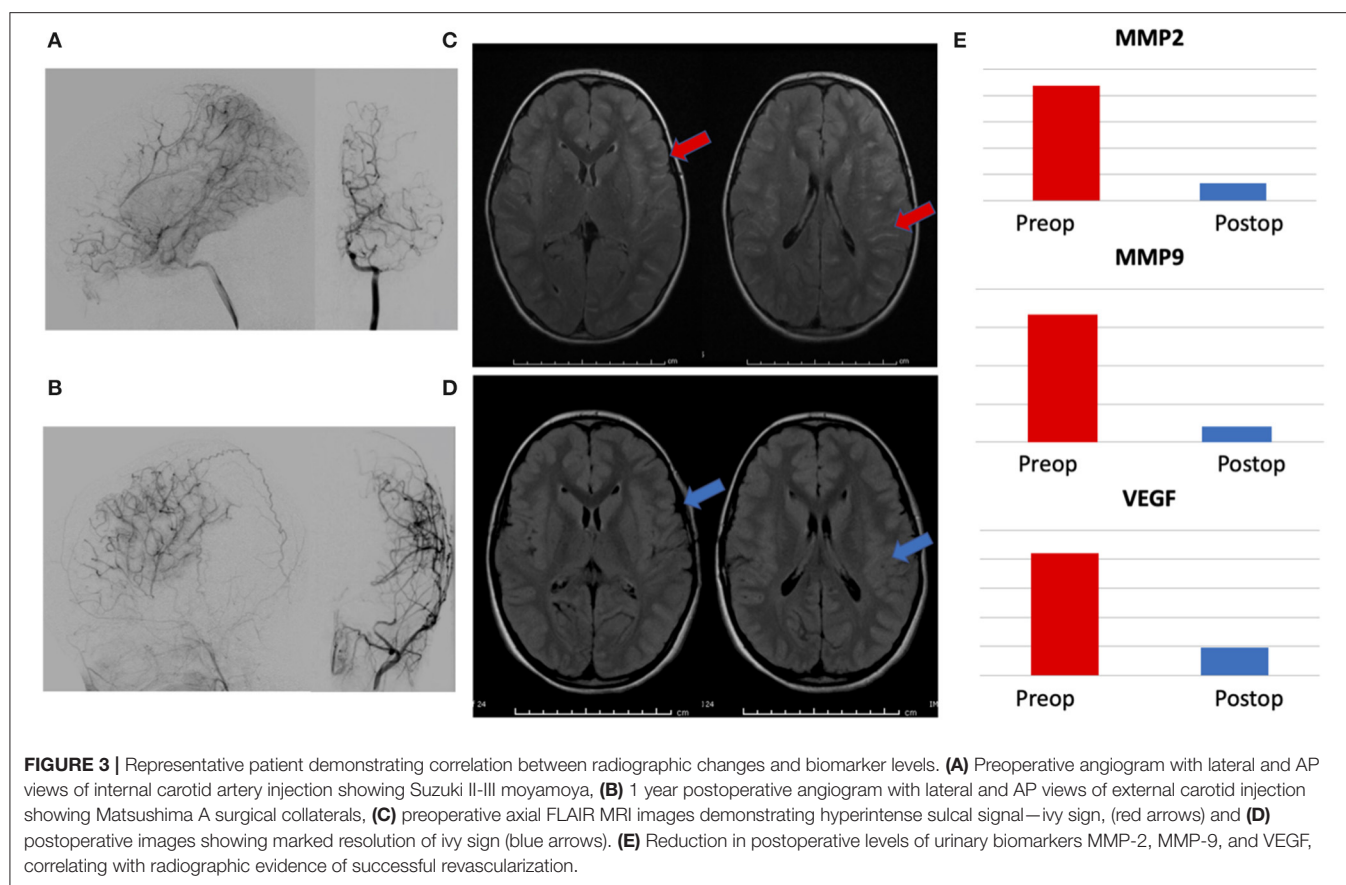 A
C
E
MMP2
Preop
Postop
cm
MMP9
Preop
Postop
B
D
VEGF
Preop
Postop
24
cm
24
cm
FIGURE 3 | Representative patient demonstrating correlation between radiographic changes and biomarker levels. (A) Preoperative angiogram with lateral and AP
views of internal carotid artery injection showing Suzuki II-III moyamoya, (B) 1 year postoperative angiogram with lateral and AP views of external carotid injection
showing Matsushima A surgical collaterals, (C) preoperative axial FLAIR MRI images demonstrating hyperintense sulcal signal—ivy sign, (red arrows) and (D)
postoperative images showing marked resolution of ivy sign (blue arrows). (E) Reduction in postoperative levels of urinary biomarkers MMP-2, MMP-9, and VEGF,
correlating with radiographic evidence of successful revascularization.